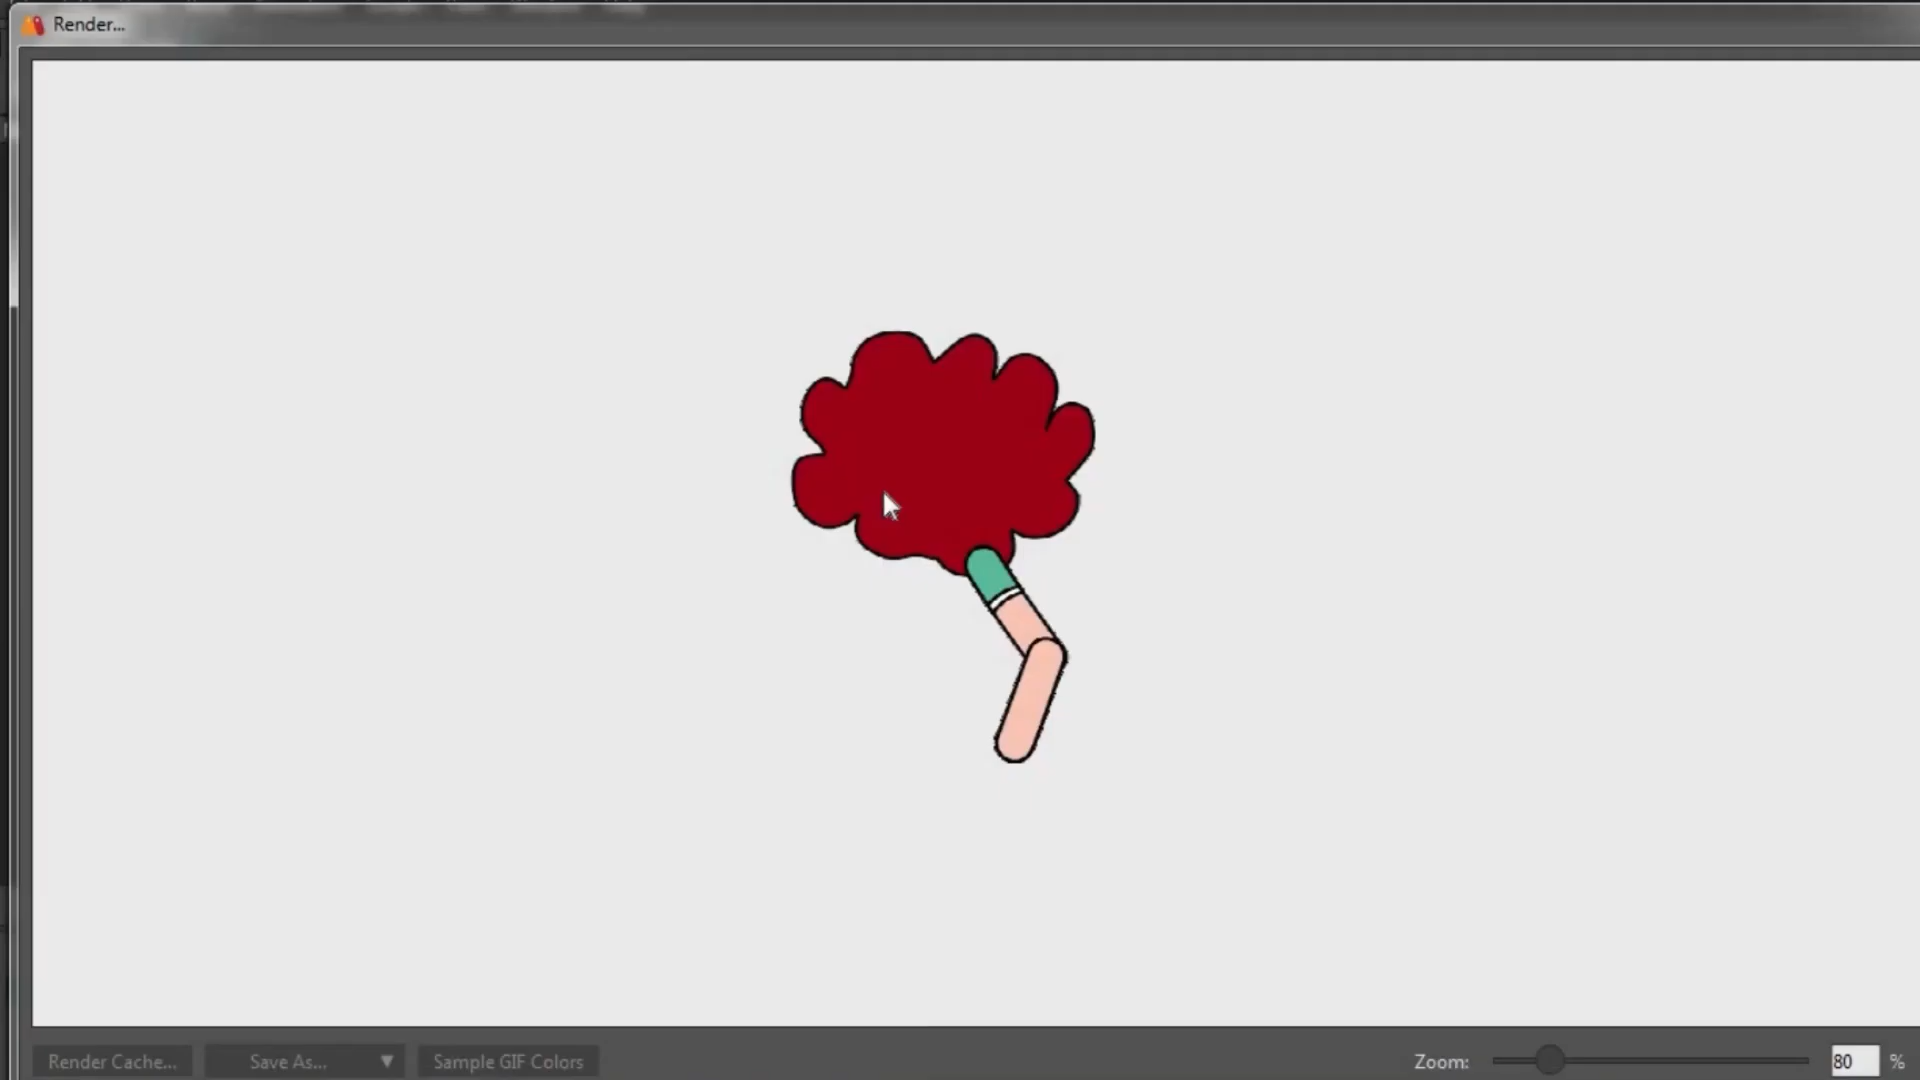 Render...
Render Cache...
Save As...
Sample GIF Colors
Zoom:
80
%